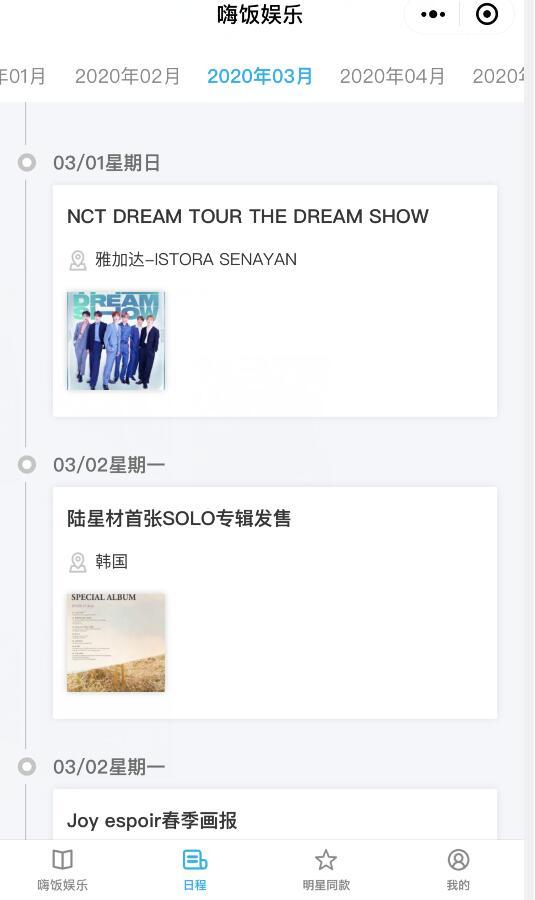 嗨饭娱乐
年01月 2020年02月 2020年03月 2020年04月 2020年
03/01星期日
NCT DREAM TOUR THE DREAM SHOW
雅加达-ISTORA SENAYAN
DREAM
SHOW
03/02星期一
陆星材首张SOLO专辑发售
韩国
SPECIAL ALBUM
03/02星期一
Joy espoir春季画报
嗨饭娱乐 日程 明星同款 我的